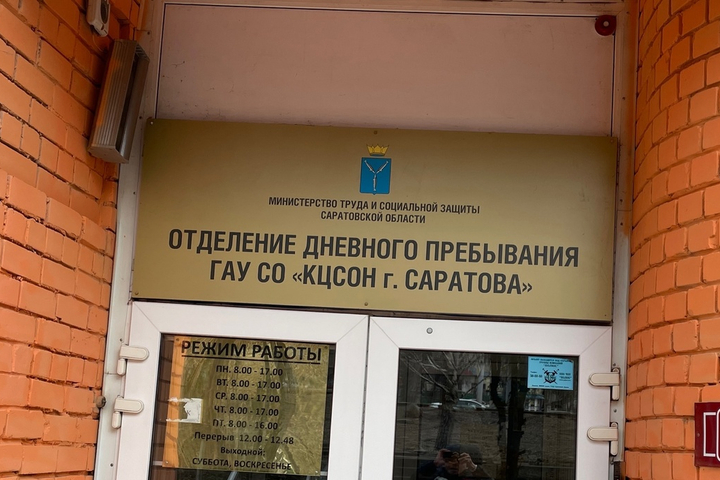 МИНИСТЕРСТВО ТРУДА И СОЦИАЛЬНОЙ ЗАЩИТЫ
САРАТОВСКОЙ ОБЛАСТИ
ОТДЕЛЕНИЕ ДНЕВНОГО ПРЕБЫВАНИЯ
ГАУ СО «КЦСОН г. САРАТОВА»
РЕЖИМ РАБОТЫ
ПН. 8.00 - 17.00
ВТ. 8.00 - 17.00
СР. 8.00 - 17.00
ЧТ. 8.00 - 17.00
ПТ. 8.00 - 16.00
Перерыв 12.00 - 12.48
Выходной:
СУББОТА, ВОСКРЕСЕНЬЕ